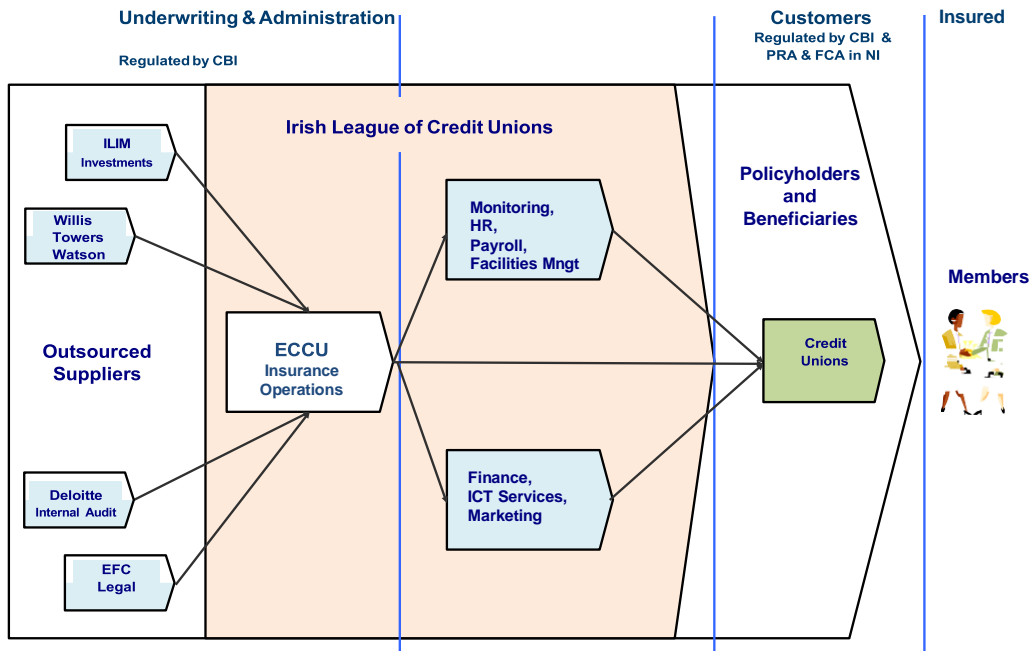 Underwriting & Administration
Customers
Insured
Regulated by CBI &
PRA & FCA in NI
Regulated by CBI
Irish League of Credit Unions
ILIM
Investments
Willis
Towers
Watson
Outsourced
Suppliers
Deloitte
Internal Audit
EFC
Legal
ECCU
Insurance
Operations
Monitoring,
HR,
Payroll,
Facilities Mngt
Finance,
ICT Services,
Marketing
Policyholders
and
Beneficiaries
Credit
Unions
Members